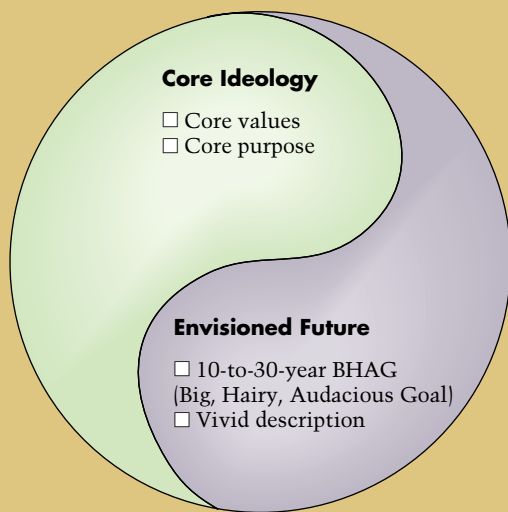 Core Ideology
☐ Core values
☐ Core purpose
Envisioned Future
☐ 10-to-30-year BHAG
(Big, Hairy, Audacious Goal)
☐ Vivid description